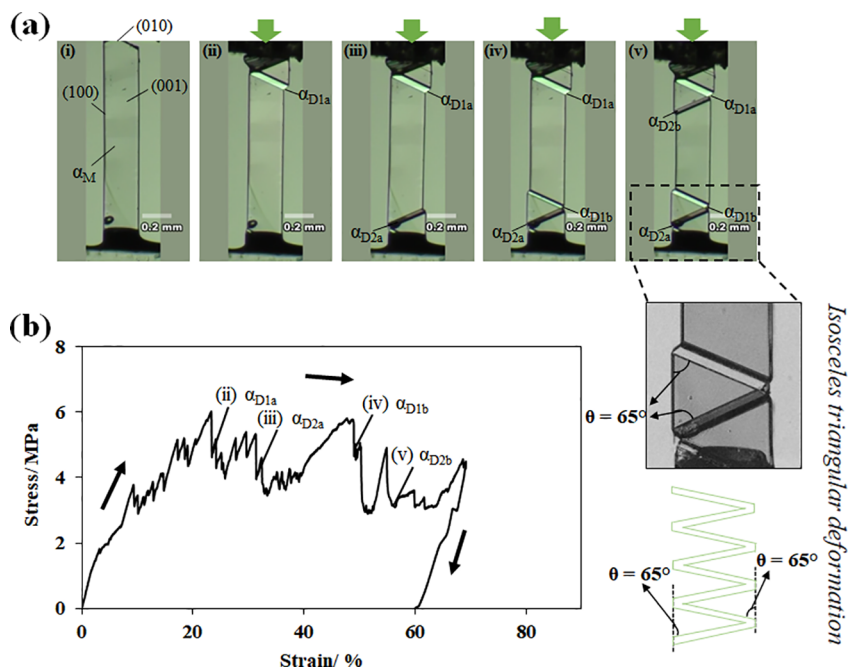 (a)
(i)
(010)
(100)
(001)
αM
0.2 mm
(ii)
αD1a
0.2 mm
(iii)
αD1a
αD2a
0.2 mm
(iv)
αD1a
αD1b
αD2a
0.2 mm
(v)
αD1a
αD2b
αD1b
αD2a
0.2 mm
θ = 65°
Isosceles triangular deformation
θ = 65°
θ = 65°
(b)
Stress/MPa
8
6
4
2
0
(ii) αD1a
(iii) αD2a
(iv) αD1b
(v) αD2b
0
20
40
60
80
Strain/ %